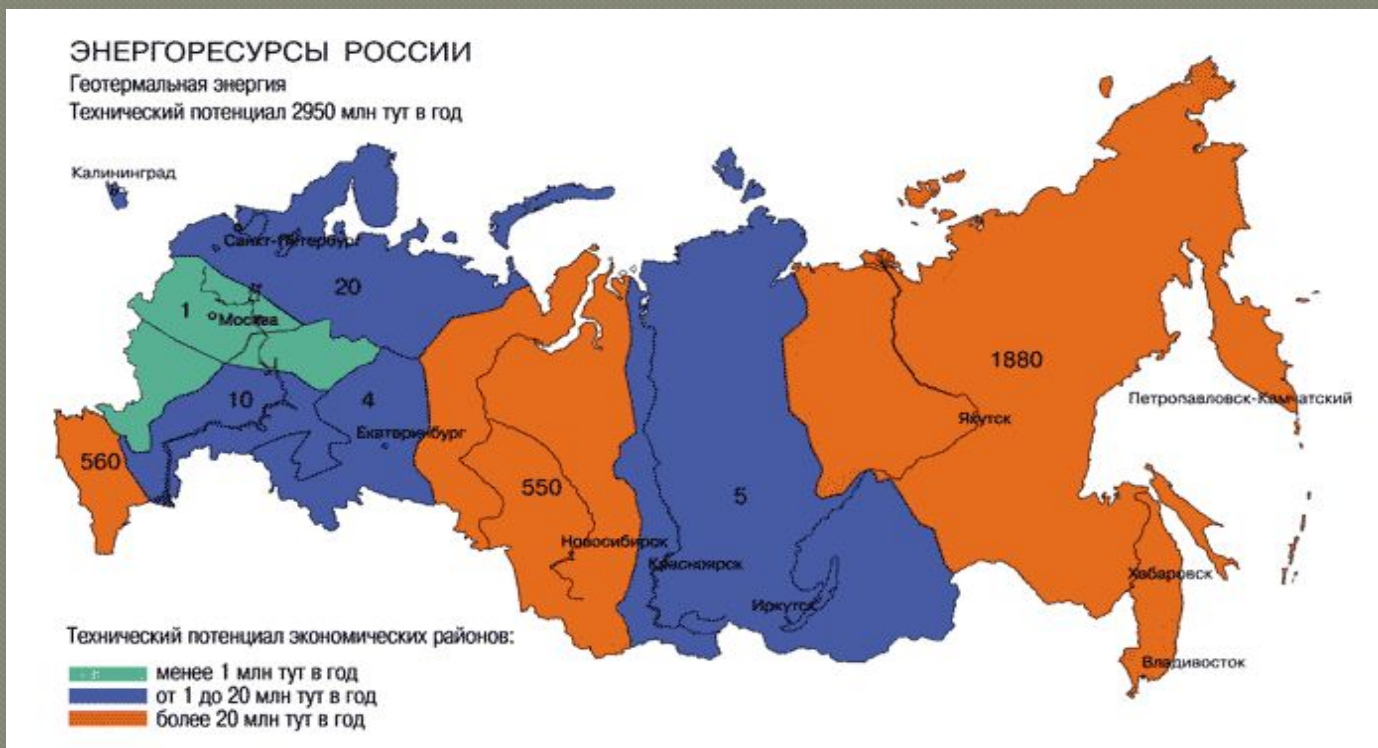 ЭНЕРГОРЕСУРСЫ РОССИИ
Геотермальная энергия
Технический потенциал 2950 млн тут в год
Калининград
Санкт-Петербург
20
1
Москва
1880
10
4
Петропавловск-Камчатский
Якутск
Екатеринбург
560
550
5
Новосибирск
Красноярск
Хабаровск
Иркутск
Владивосток
Технический потенциал экономических районов:
менее 1 млн тут в год
от 1 до 20 млн тут в год
более 20 млн тут в год